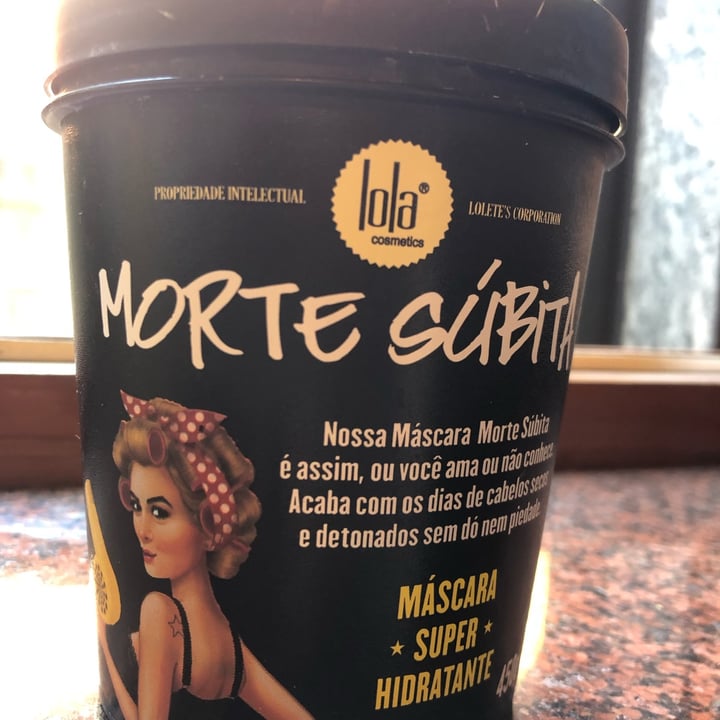 PROPRIEDADE INTELECTUAL
lola®
cosmetics
LOLETE'S CORPORATION
MORTE SÚBITA
Nossa Máscara Morte Súbita
é assim, ou você ama ou não conhece.
Acaba com os dias de cabelos secos
e detonados sem dó nem piedade.
MÁSCARA
SUPER
HIDRATANTE